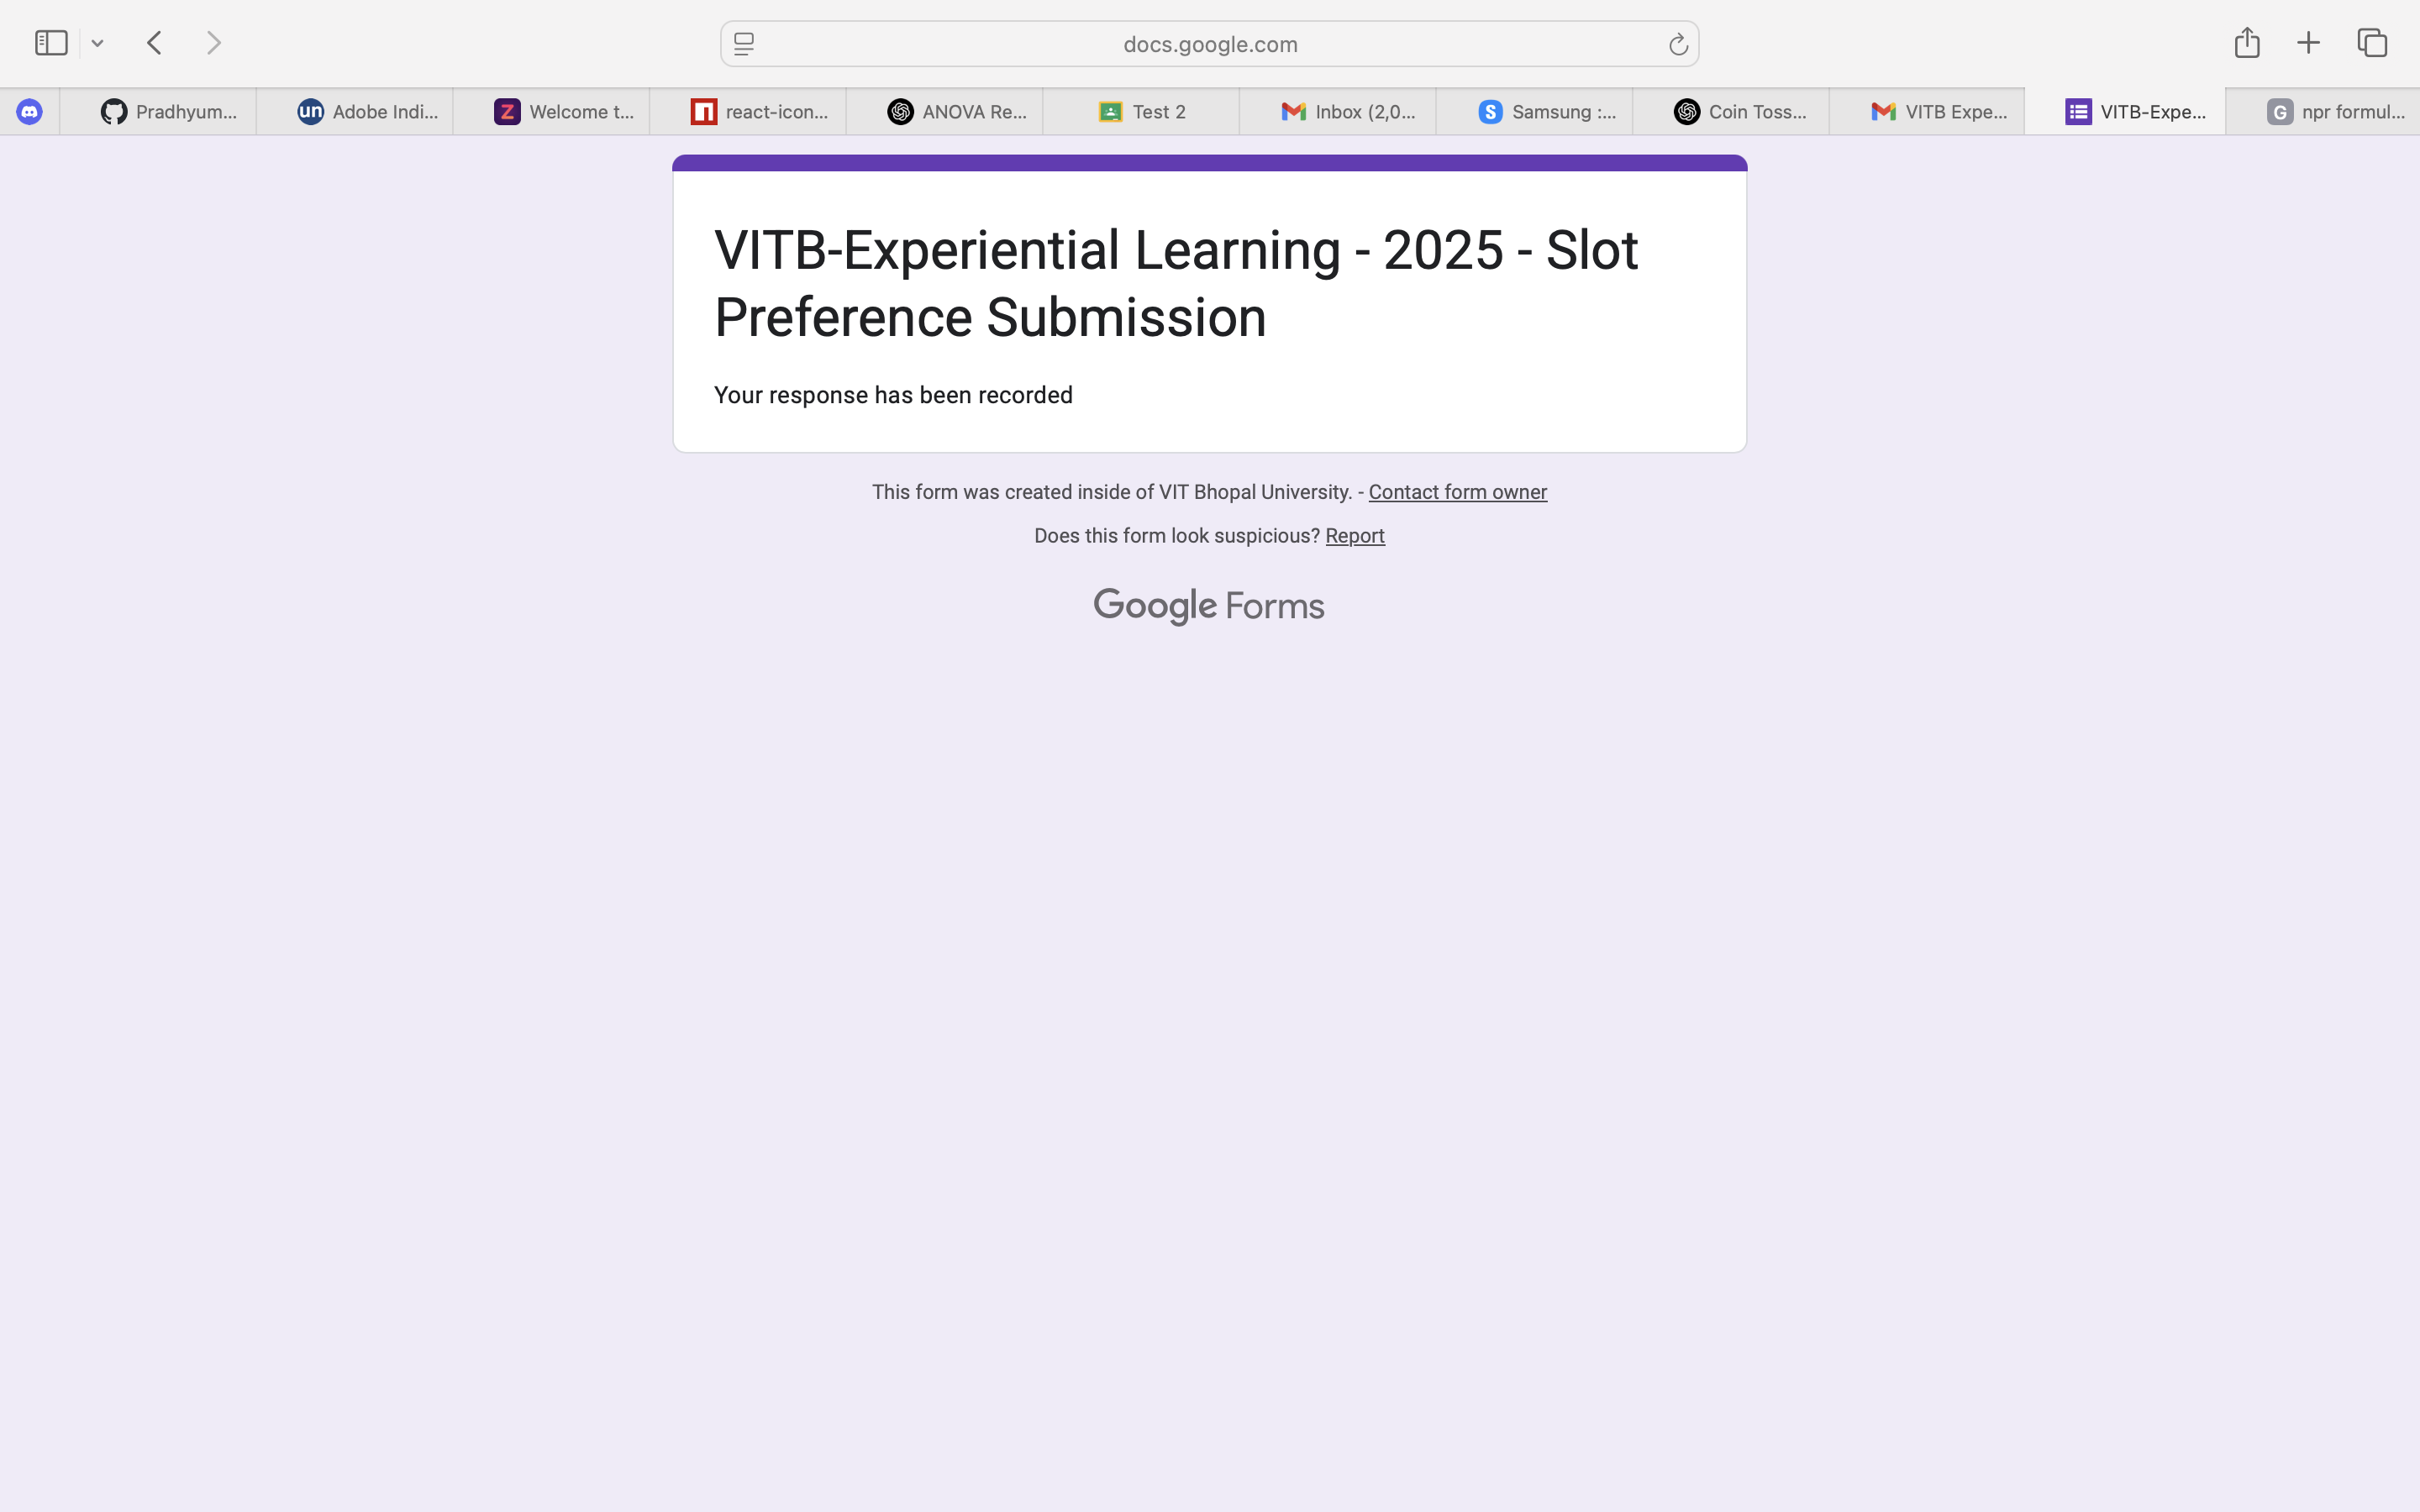 docs.google.com
Pradhyum...
un Adobe Indi...
Z Welcome t...
react-icon...
ANOVA Re...
Test 2
Inbox (2,0...
S Samsung :...
Coin Toss...
VITB Expe...
VITB-Expe...
G npr formul...
VITB-Experiential Learning - 2025 - Slot
Preference Submission
Your response has been recorded
This form was created inside of VIT Bhopal University. - Contact form owner
Does this form look suspicious? Report
Google Forms